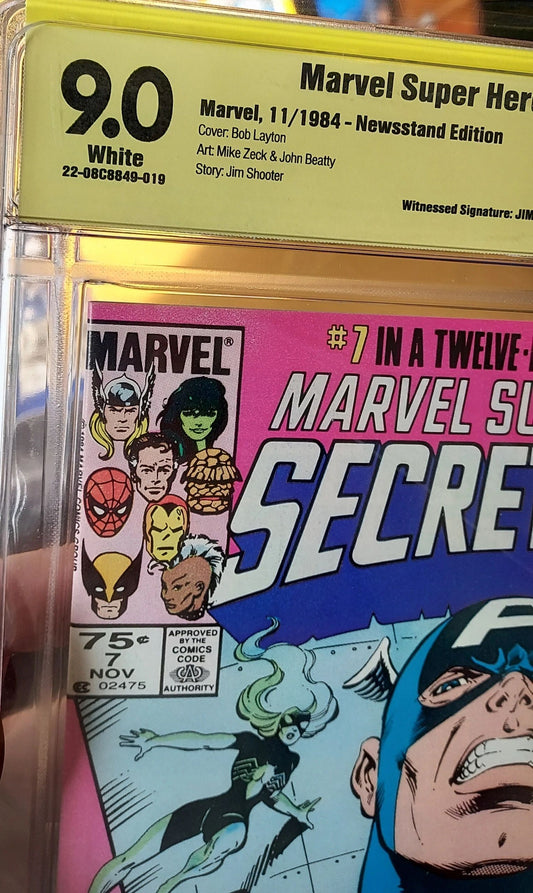 9.0
White
22-08C8849-019
Marvel Super Her
Marvel, 11/1984 - Newsstand Edition
Cover: Bob Layton
Art: Mike Zeck & John Beatty
Story: Jim Shooter
Witnessed Signature: JIM
MARVEL®
#7 IN A TWELVE-
MARVEL SU
SECRE
75¢
7
NOV
02475
APPROVED
BY THE
COMICS
CODE
AUTHORITY
A